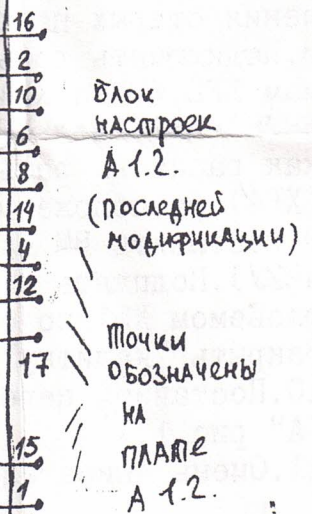 16
2
10
Блок
настроек
6
8
А 1.2.
14
(последней
модификации)
4
12
Точки
17
обозначены
на
плате
15
1
А 1.2.